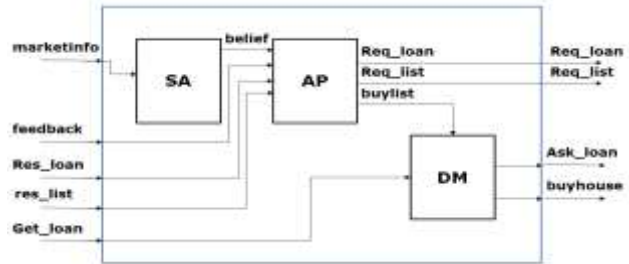 marketinfo
belief
SA
AP
Req_loan
Req_list
buylist
Req_loan
Req_list
feedback
Res_loan
res_list
Get_loan
DM
Ask_loan
buyhouse